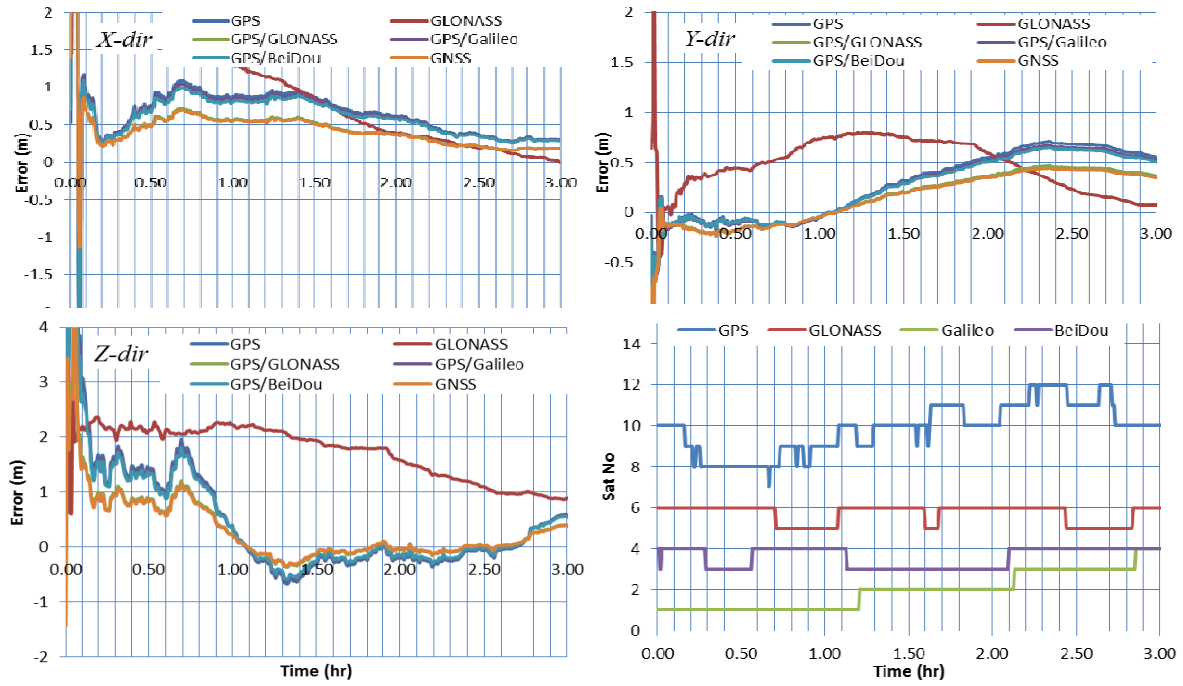 X-dir
GPS GLONASS
GPS/GLONASS GPS/Galileo
GPS/BeiDou GNSS
Error (m)
2
1.5
1
0.5
0
-0.5
-1
-1.5
0.00 0.50 1.00 1.50 2.00 2.50 3.00
Y-dir
GPS GLONASS
GPS/GLONASS GPS/Galileo
GPS/BeiDou GNSS
Error (m)
2
1.5
1
0.5
0
-0.5
0.00 0.50 1.00 1.50 2.00 2.50 3.00
Z-dir
GPS GLONASS
GPS/GLONASS GPS/Galileo
GPS/BeiDou GNSS
Error (m)
4
3
2
1
0
-1
-2
0.00 0.50 1.00 1.50 2.00 2.50 3.00
Time (hr)
GPS GLONASS Galileo BeiDou
Sat No
14
12
10
8
6
4
2
0
0.00 0.50 1.00 1.50 2.00 2.50 3.00
Time (hr)